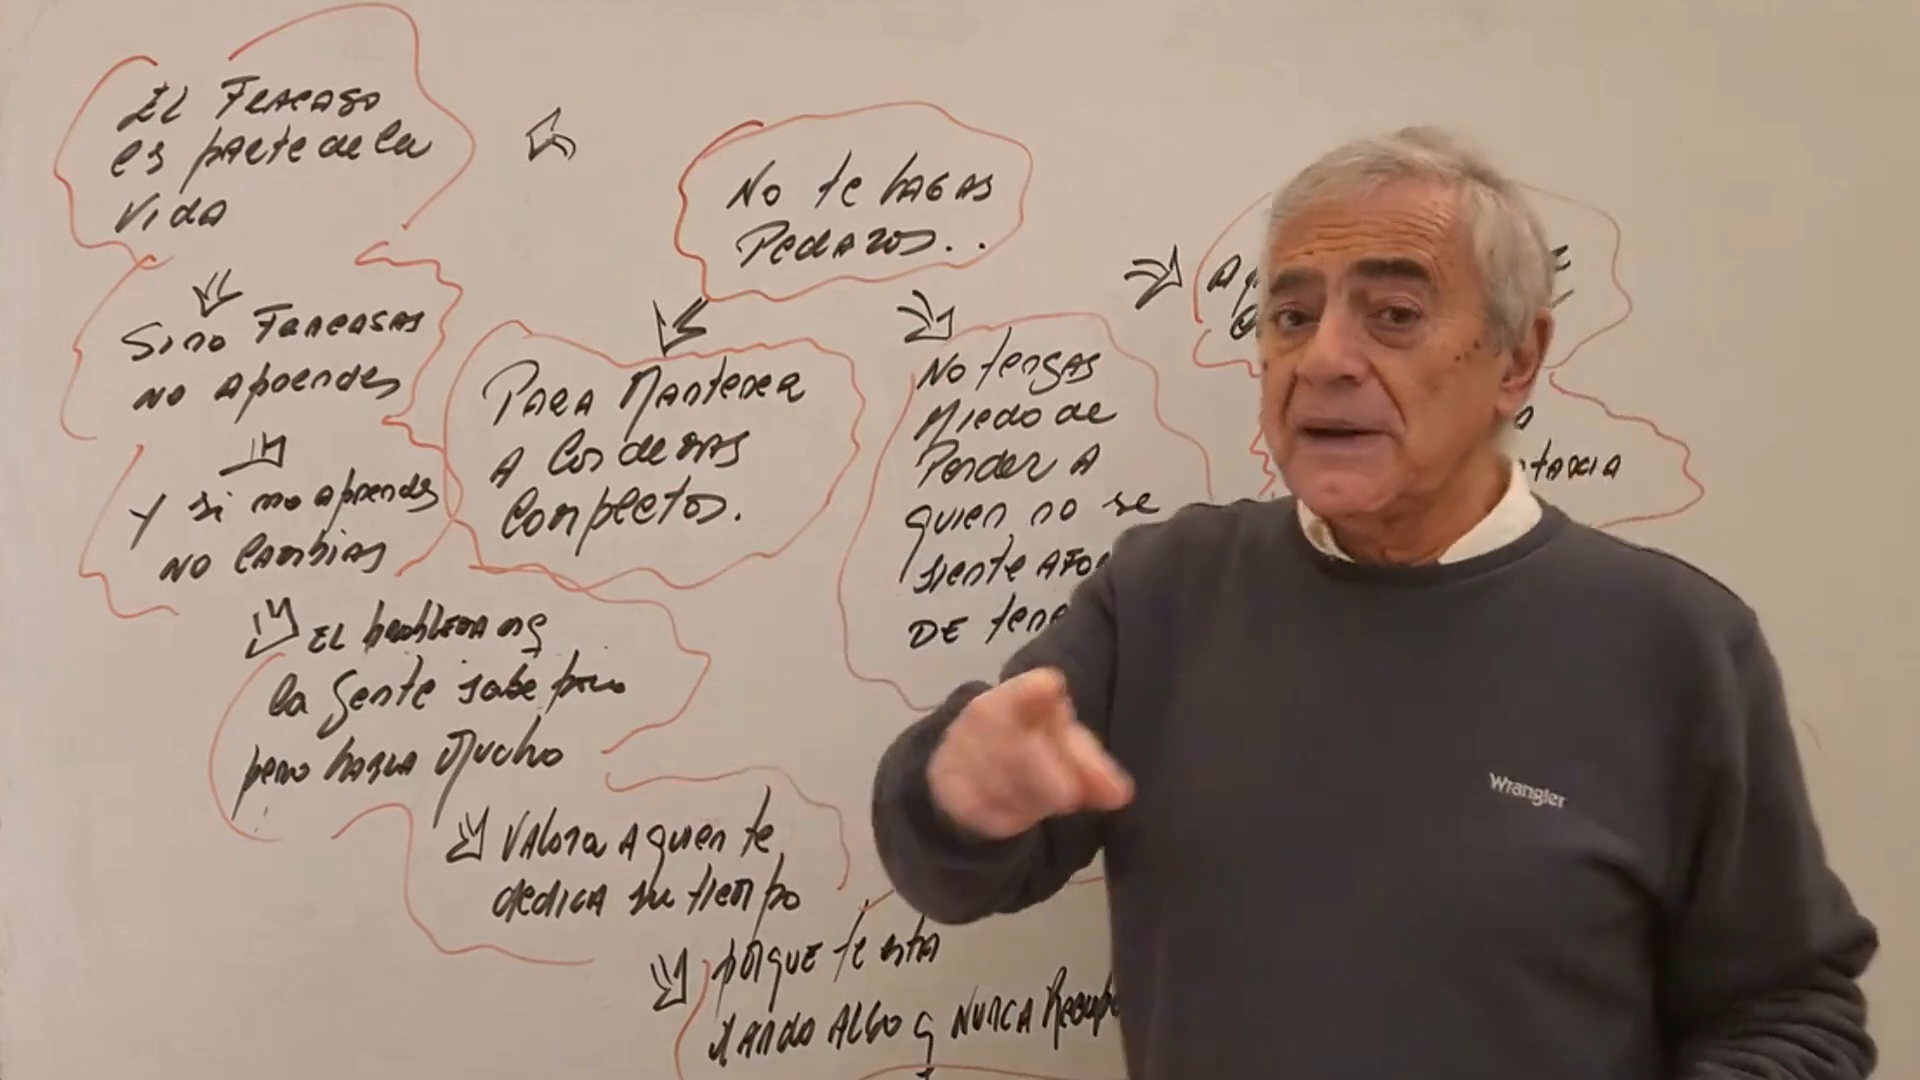 El Fracaso
es parte de la
Vida
Si no Fracasas
no aprendes
Y si no aprendes
no cambias
El problema es q
la gente sabe poco
pero habla Mucho
Valora a quien te
dedica su tiempo
porque te esta
dando ALGO q NUNCA Recupe
No te hagas
Pedazos..
Para Mantener
a los demas
completos.
No tengas
Miedo de
Perder a
quien no se
siente Afo
DE tene
Wrangler